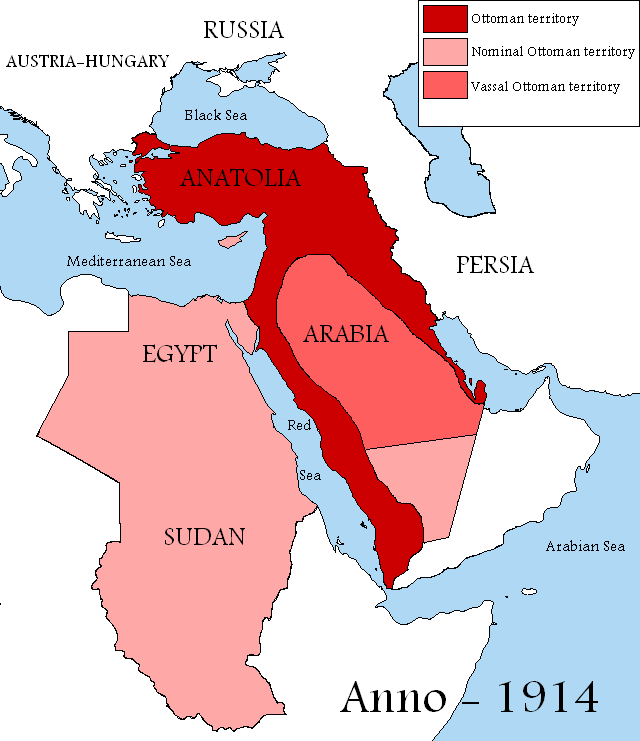 RUSSIA
AUSTRIA-HUNGARY
Ottoman territory
Nominal Ottoman territory
Vassal Ottoman territory
Black Sea
ANATOLIA
Mediterranean Sea
PERSIA
ARABIA
EGYPT
Red
Sea
SUDAN
Arabian Sea
Anno - 1914